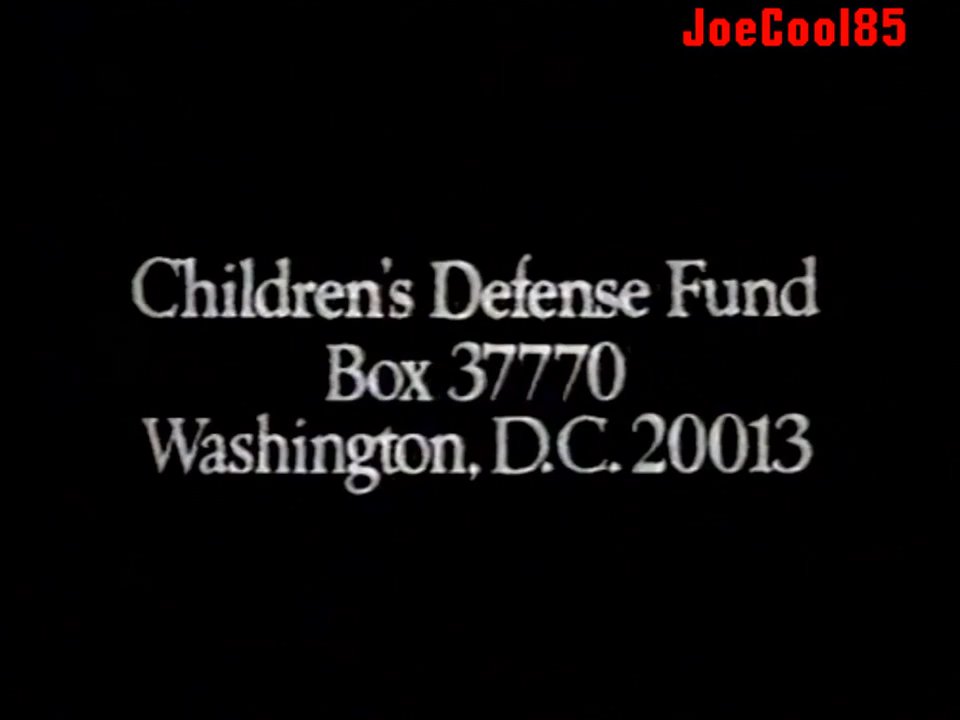 JoeCool85
Children's Defense Fund
Box 37770
Washington, D.C. 20013